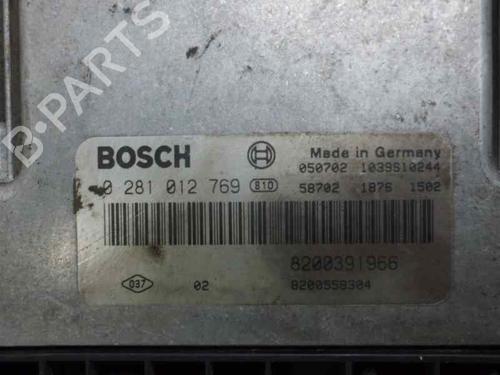 B-PARTS
BOSCH
Made in Germany
050702 1039S10244
0 281 012 769 810
58702 1876 1502
8200391966
037 02 8200558304